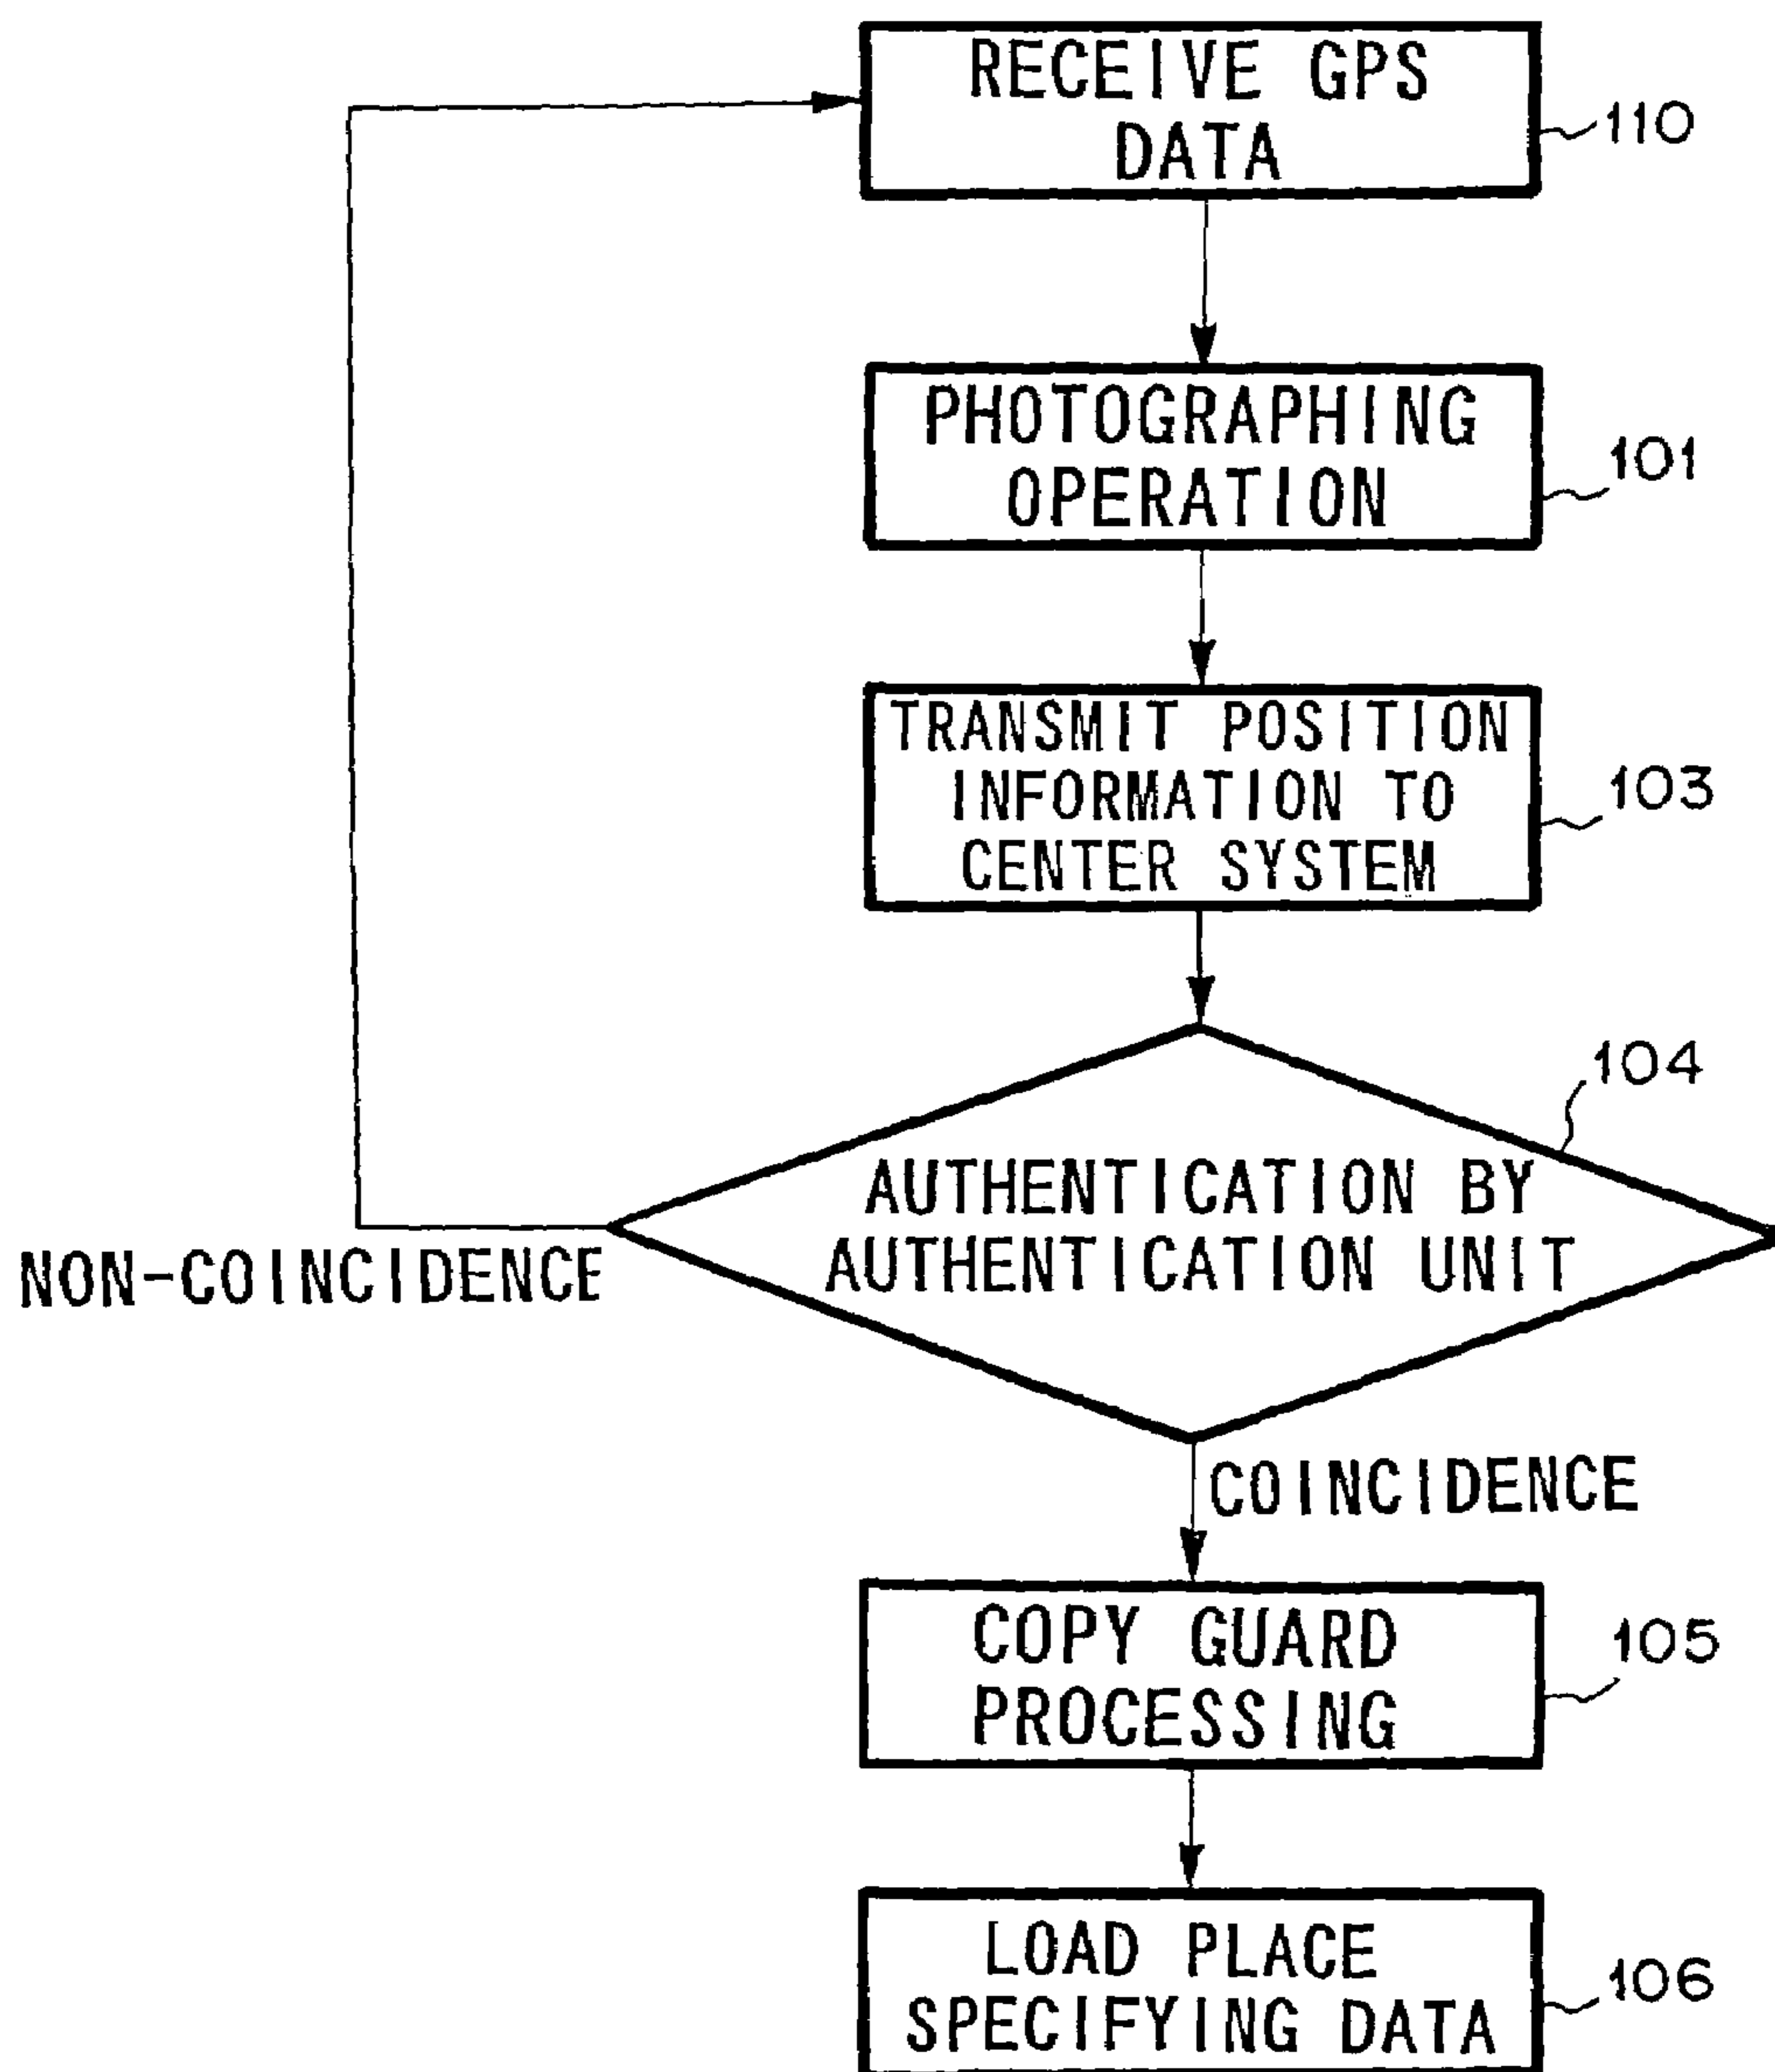 RECEIVE GPS
DATA
110
PHOTOGRAPHING
OPERATION
101
TRANSMIT POSITION
INFORMATION TO
CENTER SYSTEM
103
104
AUTHENTICATION BY
AUTHENTICATION UNIT
NON-COINCIDENCE
COINCIDENCE
COPY GUARD
PROCESSING
105
LOAD PLACE
SPECIFYING DATA
106